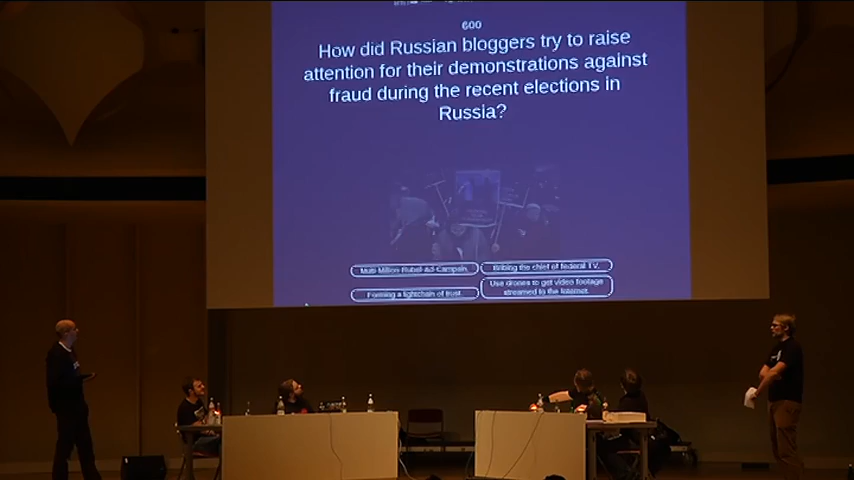 600
How did Russian bloggers try to raise
attention for their demonstrations against
fraud during the recent elections in
Russia?
Multi Million Rubel Ad Campain.
Bribing the chief of federal TV.
Forming a lightchain of trust.
Use drones to get video footage
streamed to the Internet.